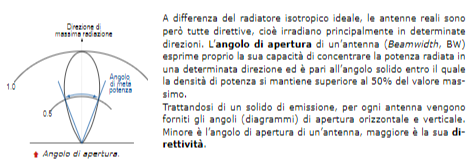 Direzione di
massima radiazione
Angolo
di metà
potenza
1.0
0.5
Angolo di apertura.
A differenza del radiatore isotropico ideale, le antenne reali sono
però tutte direttive, cioè irradiano principalmente in determinate
direzioni. L'angolo di apertura di un'antenna (Beamwidth, BW)
esprime proprio la sua capacità di concentrare la potenza radiata in
una determinata direzione ed è pari all'angolo solido entro il quale
la densità di potenza si mantiene superiore al 50% del valore mas-
simo.
Trattandosi di un solido di emissione, per ogni antenna vengono
forniti gli angoli (diagrammi) di apertura orizzontale e verticale.
Minore è l'angolo di apertura di un'antenna, maggiore è la sua di-
rettività.